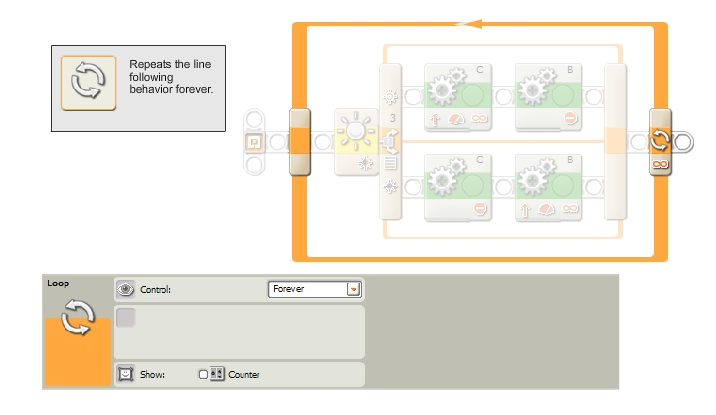 Repeats the line
following
behavior forever.
C
B
3
C
B
Loop
Control:
Forever
Show:
Counter